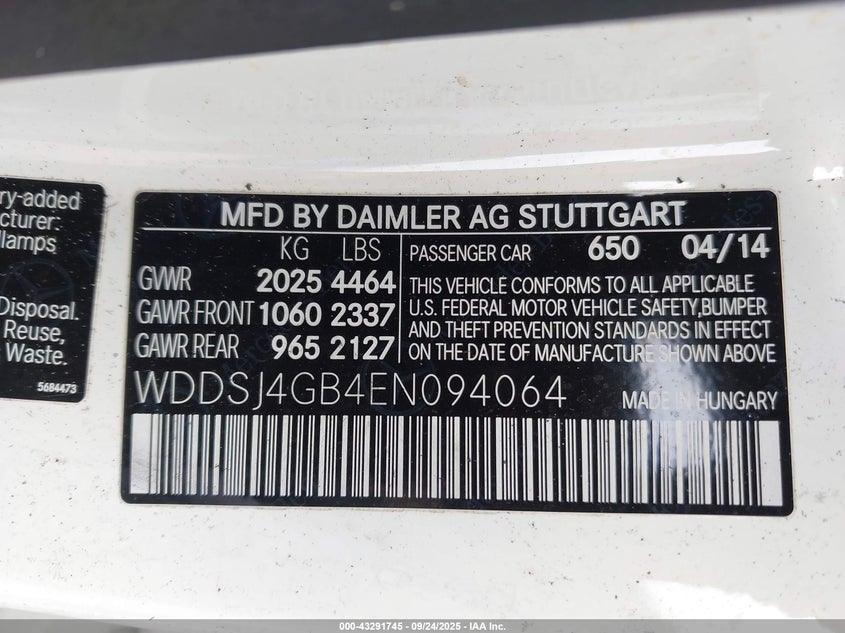 ry-added
cturer:
llamps
Disposal.
Reuse,
Waste.
5684473
MFD BY DAIMLER AG STUTTGART
KG LBS
GVWR 2025 4464
GAWR FRONT 1060 2337
GAWR REAR 965 2127
PASSENGER CAR 650 04/14
THIS VEHICLE CONFORMS TO ALL APPLICABLE
U.S. FEDERAL MOTOR VEHICLE SAFETY,BUMPER
AND THEFT PREVENTION STANDARDS IN EFFECT
ON THE DATE OF MANUFACTURE SHOWN ABOVE
WDDSJ4GB4EN094064
MADE IN HUNGARY
000-43291745 - 09/24/2025 - IAA Inc.